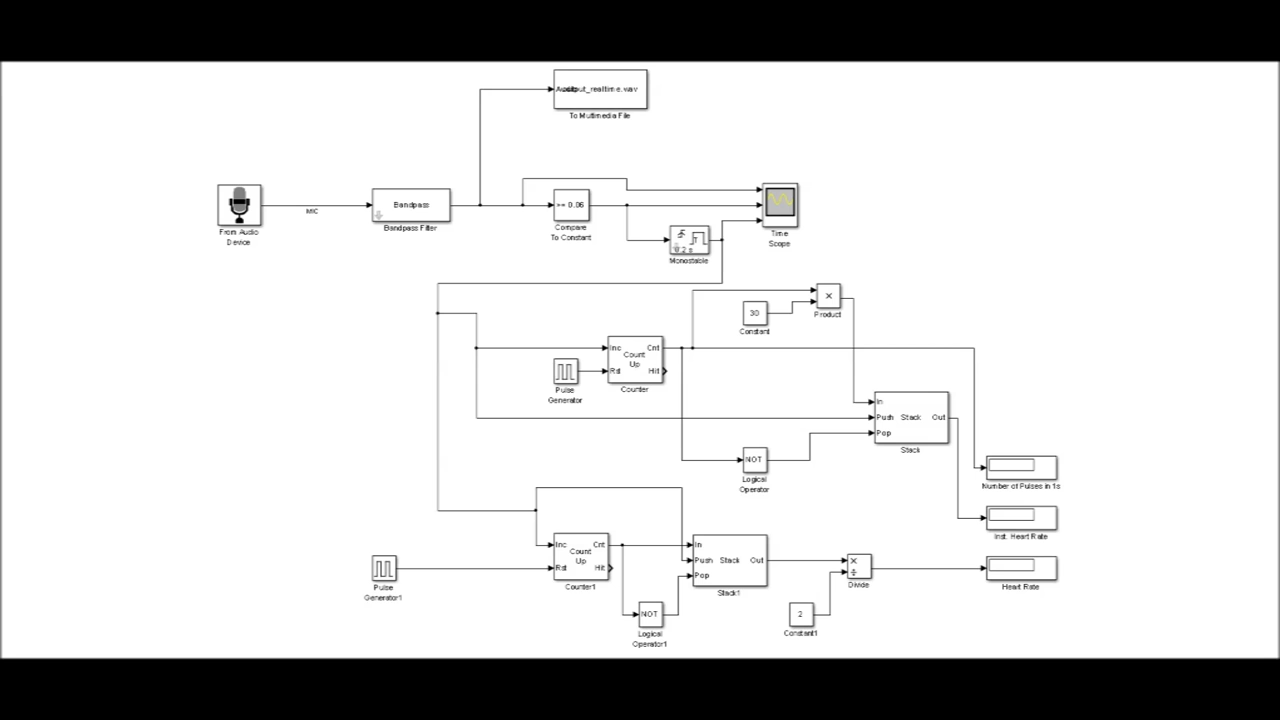 Audio
output_realtime.wav
To Multimedia File
MIC
From Audio
Device
Bandpass
Bandpass Filter
>= 0.06
Compare
To Constant
0.2 s
Monostable
Time
Scope
30
Constant
×
Product
Inc
Cnt
Count
Up
Rst
Hit
Counter
Pulse
Generator
In
Push
Stack
Out
Pop
Stack
NOT
Logical
Operator
Number of Pulses in 1s
Inst. Heart Rate
Inc
Cnt
Count
Up
Rst
Hit
Counter1
Pulse
Generator1
In
Push
Stack
Out
Pop
Stack1
NOT
Logical
Operator1
×
÷
Divide
2
Constant1
Heart Rate